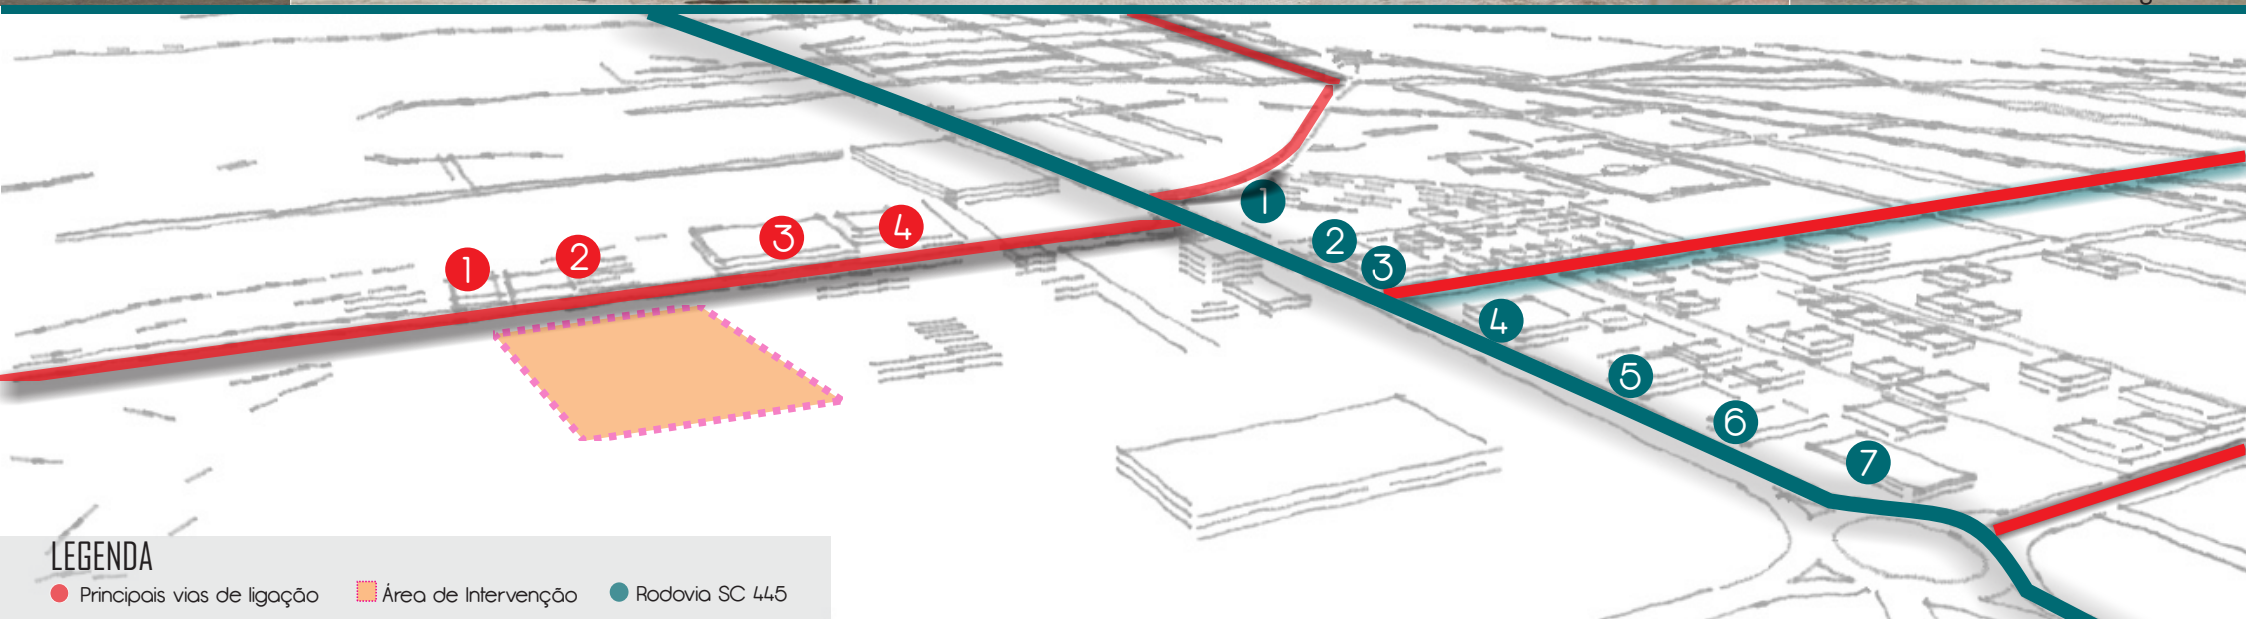 1
2
3
4
1
2
3
4
5
6
7
LEGENDA
Principais vias de ligação
Área de Intervenção
Rodovia SC 445